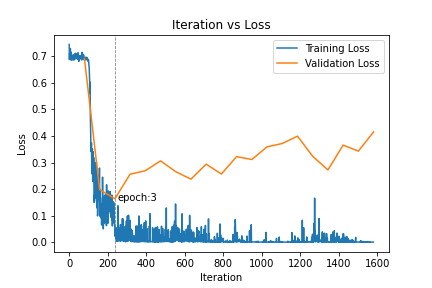 Iteration vs Loss
Training Loss
Validation Loss
Loss
0.7
0.6
0.5
0.4
0.3
0.2
0.1
0.0
epoch:3
0
200
400
600
800
1000
1200
1400
1600
Iteration